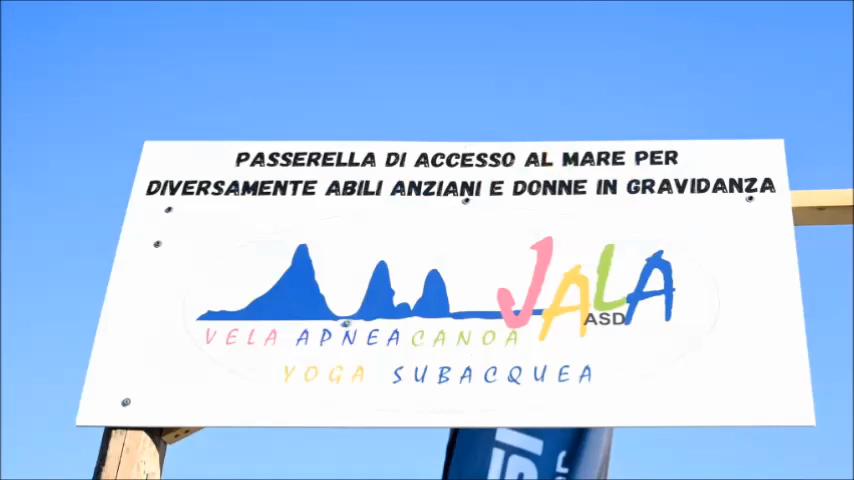 PASSERELLA DI ACCESSO AL MARE PER
DIVERSAMENTE ABILI ANZIANI E DONNE IN GRAVIDANZA
JALA
ASD
VELA APNEA CANOA
YOGA SUBACQUEA